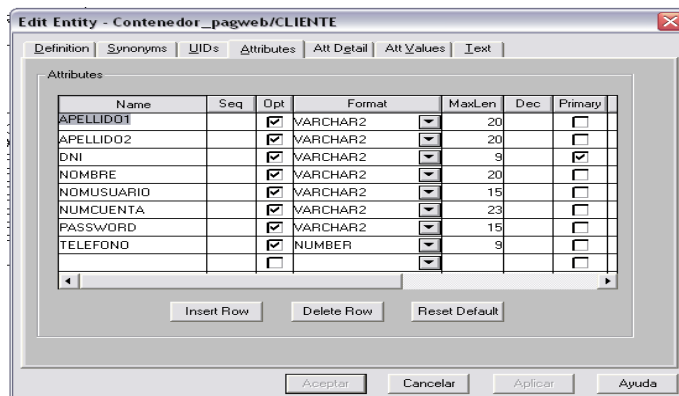 Edit Entity - Contenedor_pagweb/CLIENTE
Definition Synonyms UIDs Attributes Att Detail Att Values Text
Attributes
Name Seq Opt Format MaxLen Dec Primary
APELLIDO1 VARCHAR2 20
APELLIDO2 VARCHAR2 20
DNI VARCHAR2 9
NOMBRE VARCHAR2 20
NOMUSUARIO VARCHAR2 15
NUMCUENTA VARCHAR2 23
PASSWORD VARCHAR2 15
TELEFONO NUMBER 9
Insert Row Delete Row Reset Default
Aceptar Cancelar Aplicar Ayuda